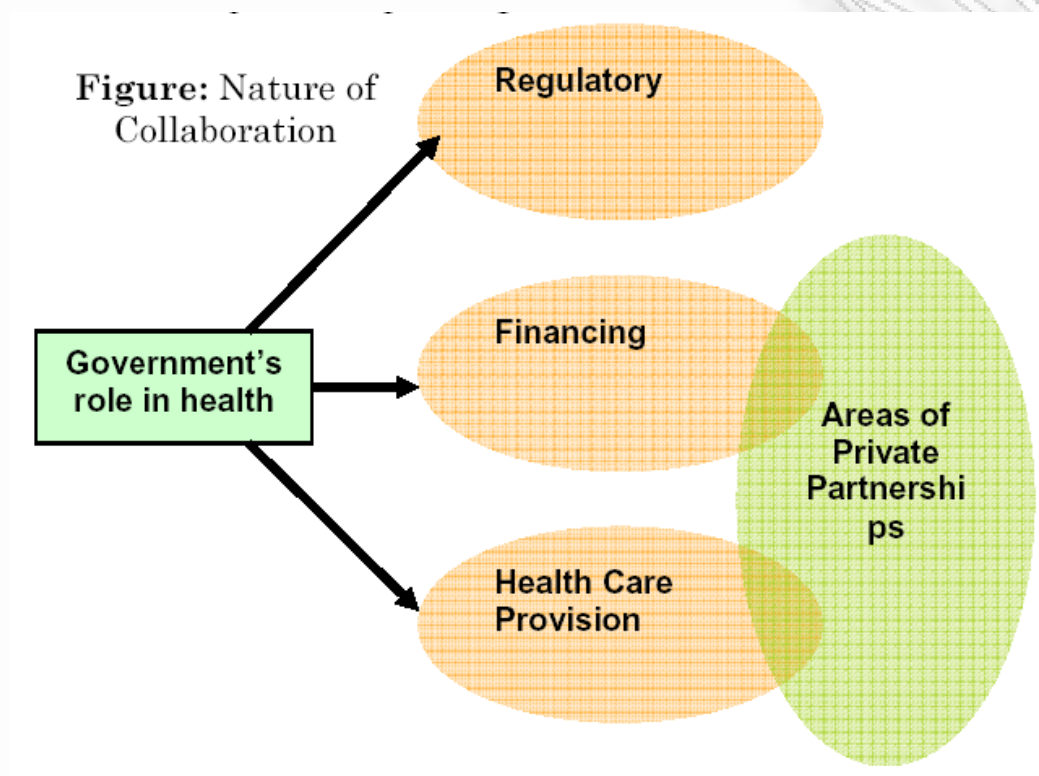 Figure: Nature of
Collaboration
Regulatory
Financing
Government's
role in health
Areas of
Private
Partnershi
ps
Health Care
Provision